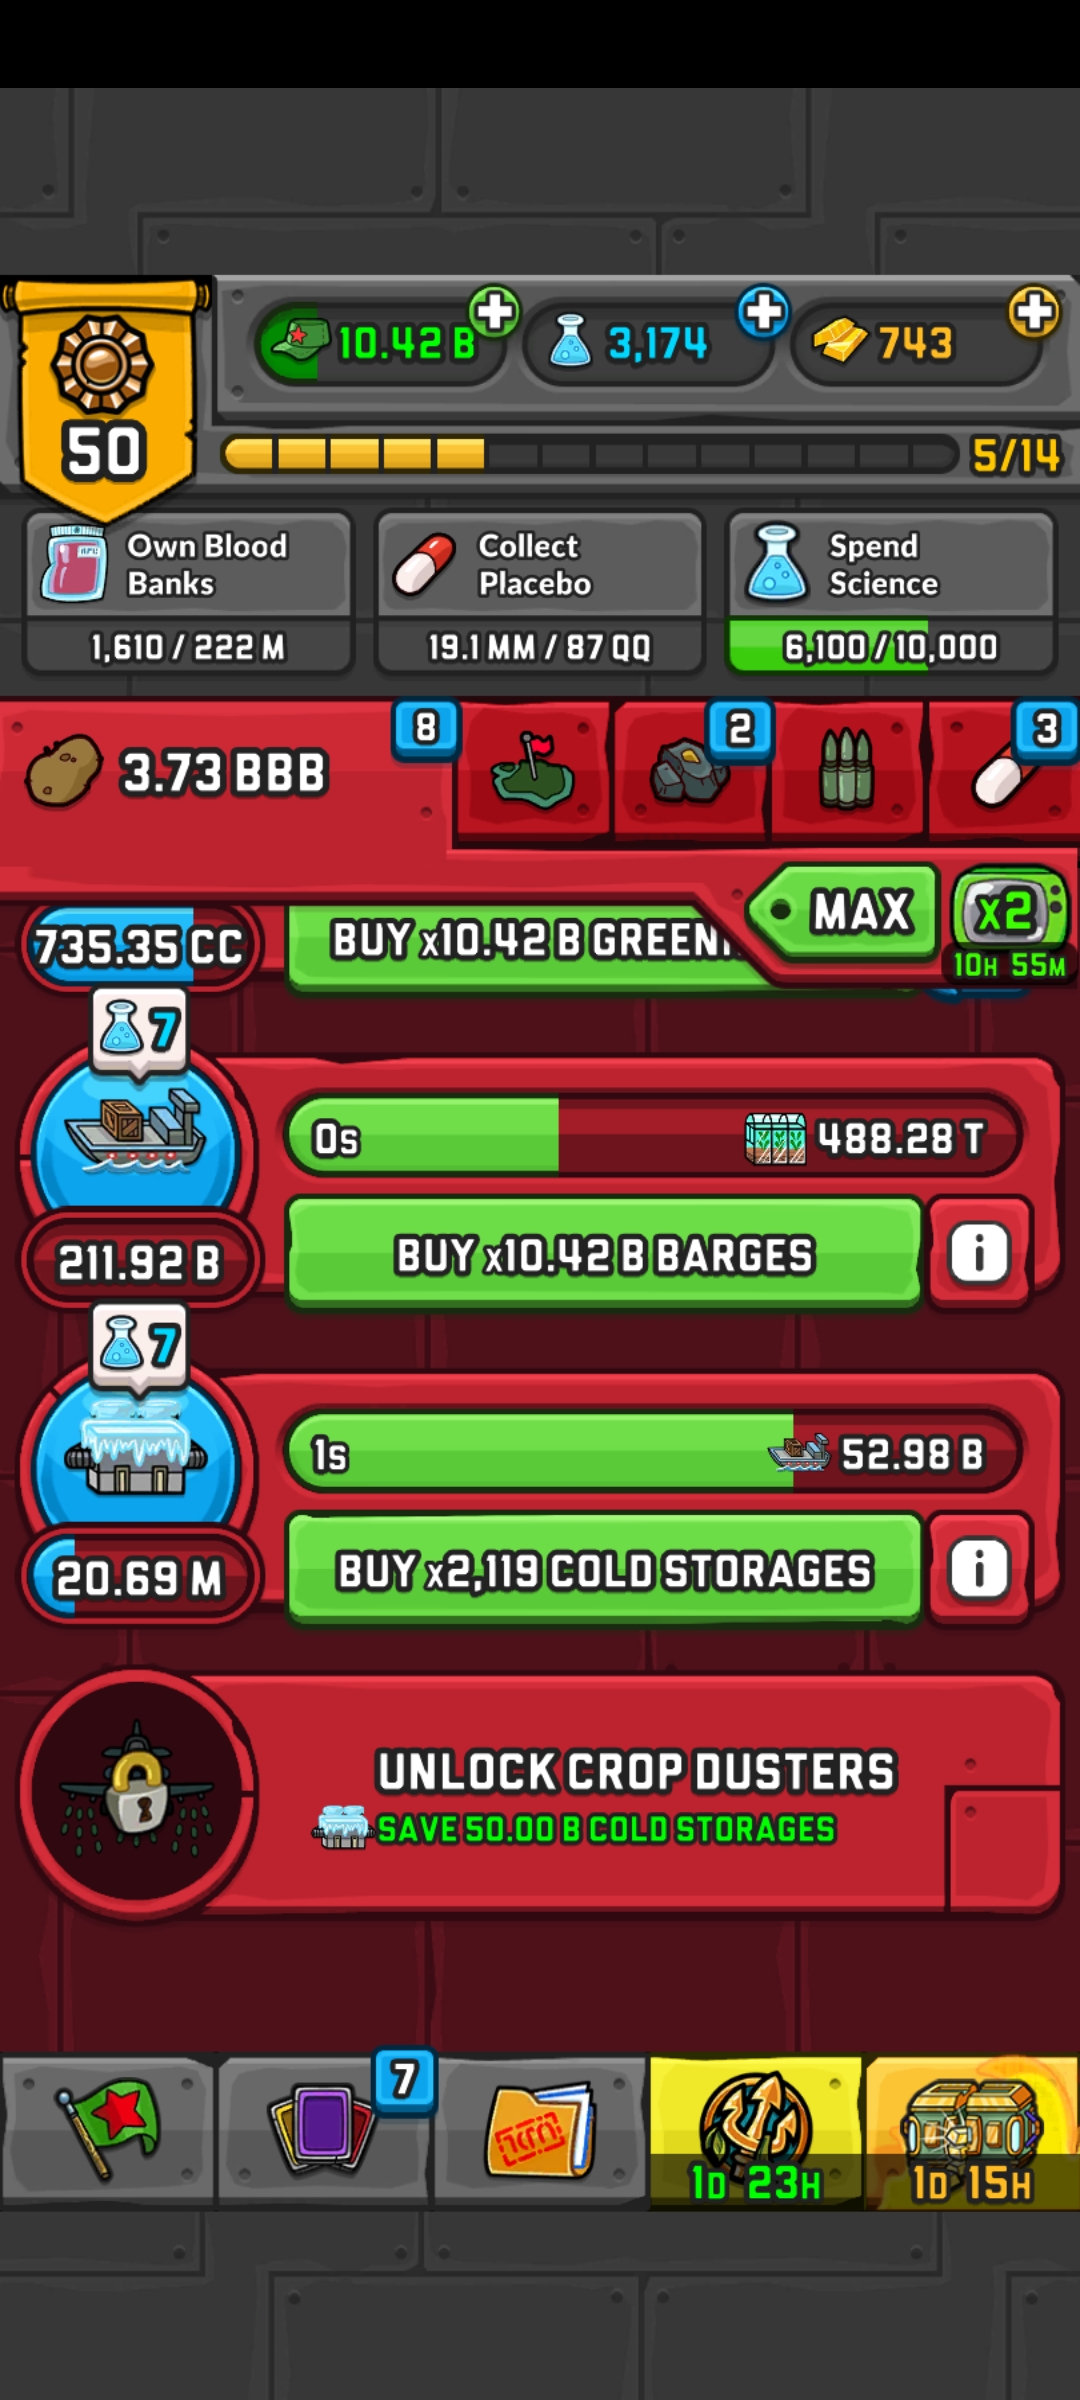 10.42 B
3,174
743
50
5/14
Own Blood
Banks
1,610 / 222 M
Collect
Placebo
19.1 MM / 87 QQ
Spend
Science
6,100 / 10,000
3.73 BBB
8
2
3
MAX
x2
10H 55M
735.35 CC
BUY x10.42 B
7
0s
488.28 T
211.92 B
BUY x10.42 B BARGES
i
7
1s
52.98 B
20.69 M
BUY x2,119 COLD STORAGES
i
UNLOCK CROP DUSTERS
SAVE 50.00 B COLD STORAGES
7
1D 23H
1D 15H